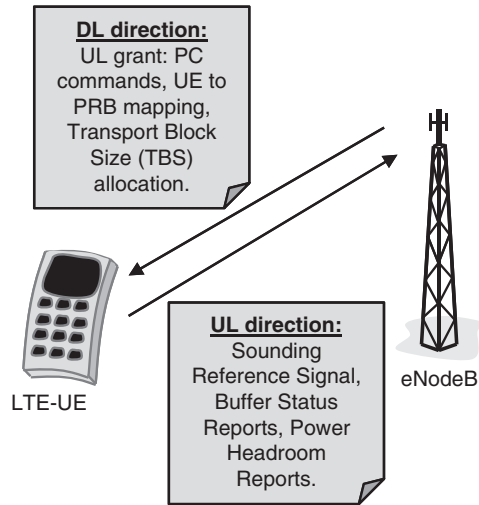 DL direction:
UL grant: PC
commands, UE to
PRB mapping,
Transport Block
Size (TBS)
allocation.
LTE-UE
UL direction:
Sounding
Reference Signal,
Buffer Status
Reports, Power
Headroom
Reports.
eNodeB